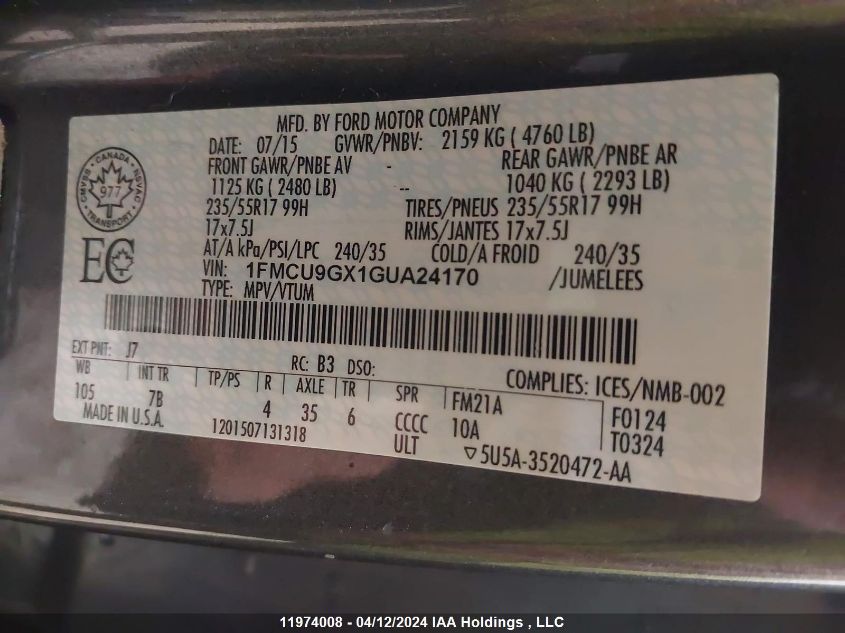 MFD. BY FORD MOTOR COMPANY
DATE: 07/15 GVWR/PNBV: 2159 KG ( 4760 LB)
FRONT GAWR/PNBE AV - REAR GAWR/PNBE AR
1125 KG ( 2480 LB) -- 1040 KG ( 2293 LB)
235/55R17 99H TIRES/PNEUS 235/55R17 99H
17x7.5J RIMS/JANTES 17x7.5J
AT/A kPa/PSI/LPC 240/35 COLD/A FROID 240/35
VIN: 1FMCU9GX1GUA24170 /JUMELEES
TYPE: MPV/VTUM
CANADA
CMVSS NSVAC
977
TRANSPORT
EC
EXT PNT: J7 RC: B3 DSO: COMPLIES: ICES/NMB-002
WB INT TR TP/PS R AXLE TR SPR FM21A F0124
105 7B 4 35 6 CCCC 10A T0324
MADE IN U.S.A. 1201507131318 ULT ▽5U5A-3520472-AA
11974008 - 04/12/2024 IAA Holdings , LLC